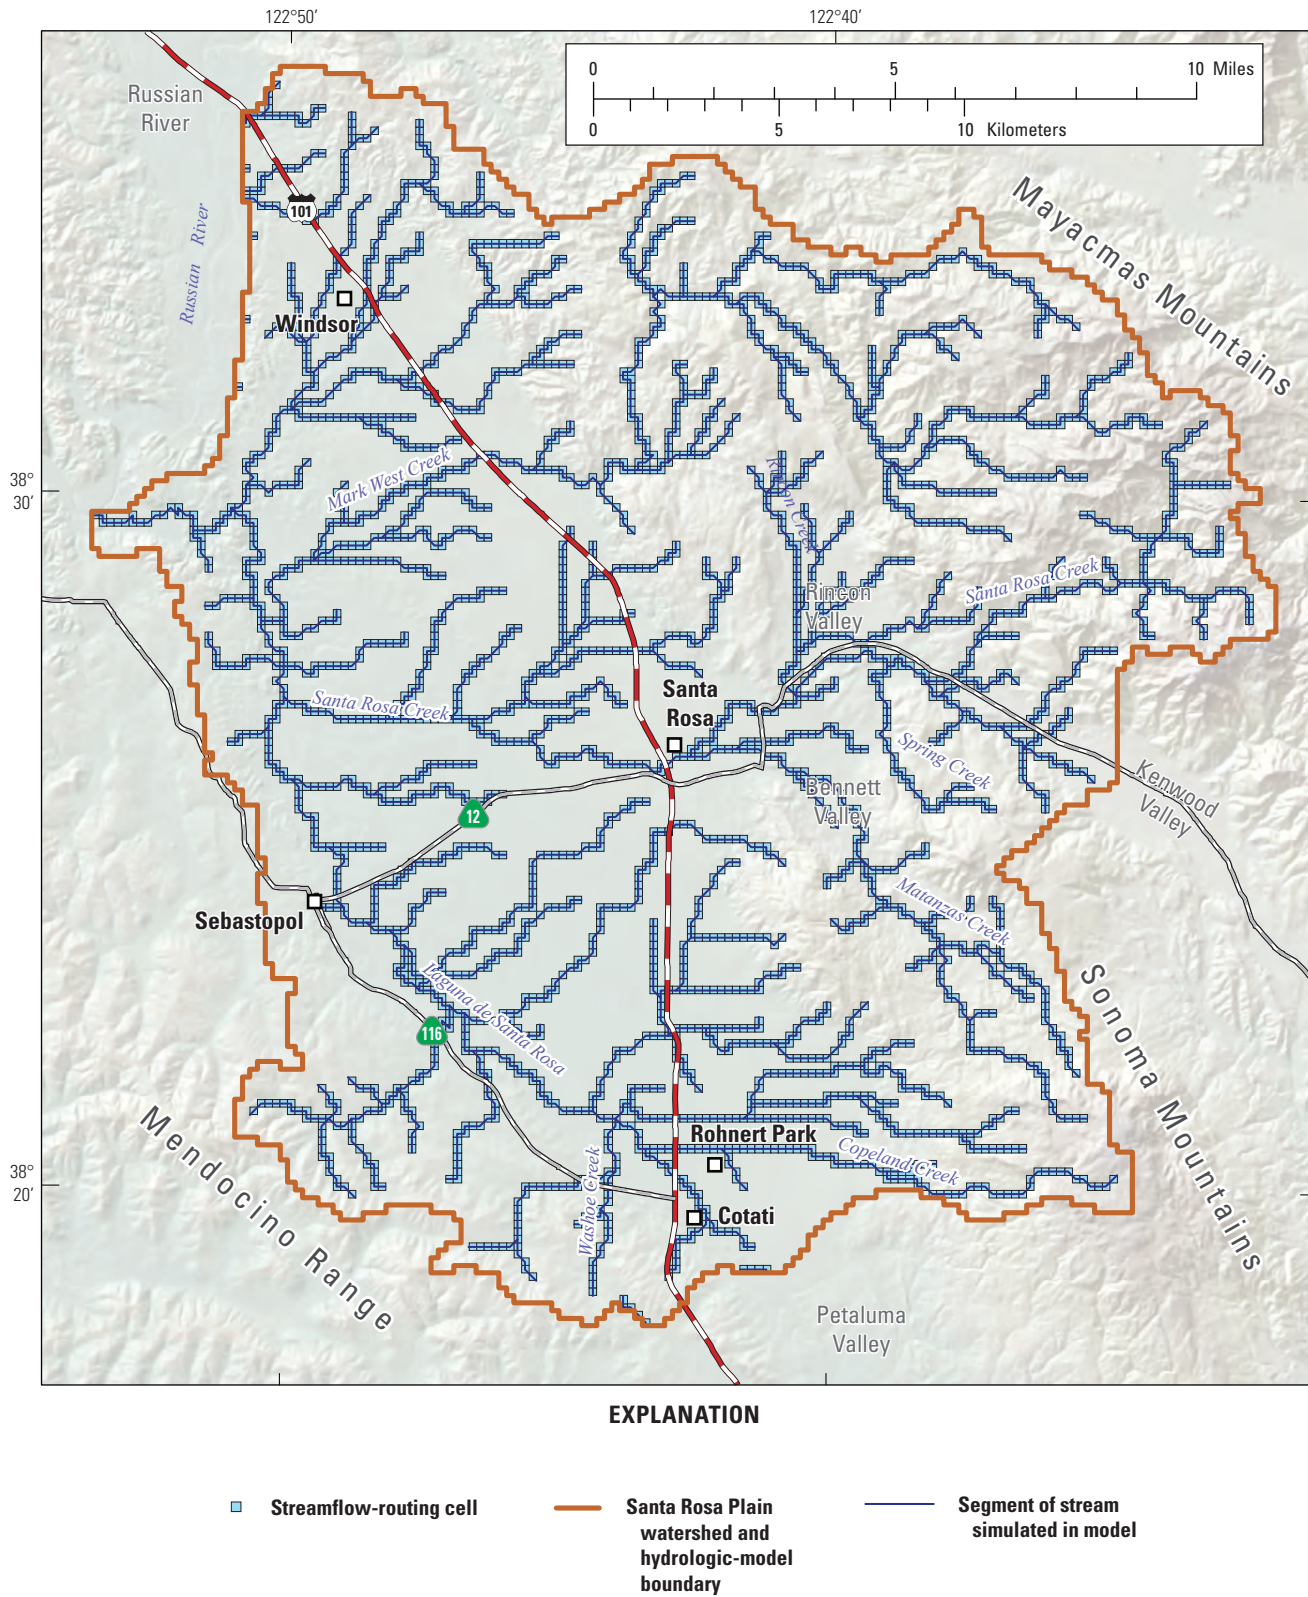 122°50′
122°40′
0
5
10 Miles
0
5
10 Kilometers
Russian
River
Mayacmas Mountains
101
Russian River
Windsor
Mark West Creek
Rincon Creek
38°
30′
Santa Rosa Creek
Rincon
Valley
Santa
Rosa
Santa Rosa Creek
Spring Creek
Kenwood
Valley
Bennett
Valley
12
Matanzas Creek
Sebastopol
Laguna de Santa Rosa
Sonoma Mountains
116
Mendocino Range
Rohnert Park
Copeland Creek
Washoe Creek
38°
20′
Cotati
Petaluma
Valley
EXPLANATION
Streamflow-routing cell
Santa Rosa Plain
watershed and
hydrologic-model
boundary
Segment of stream
simulated in model